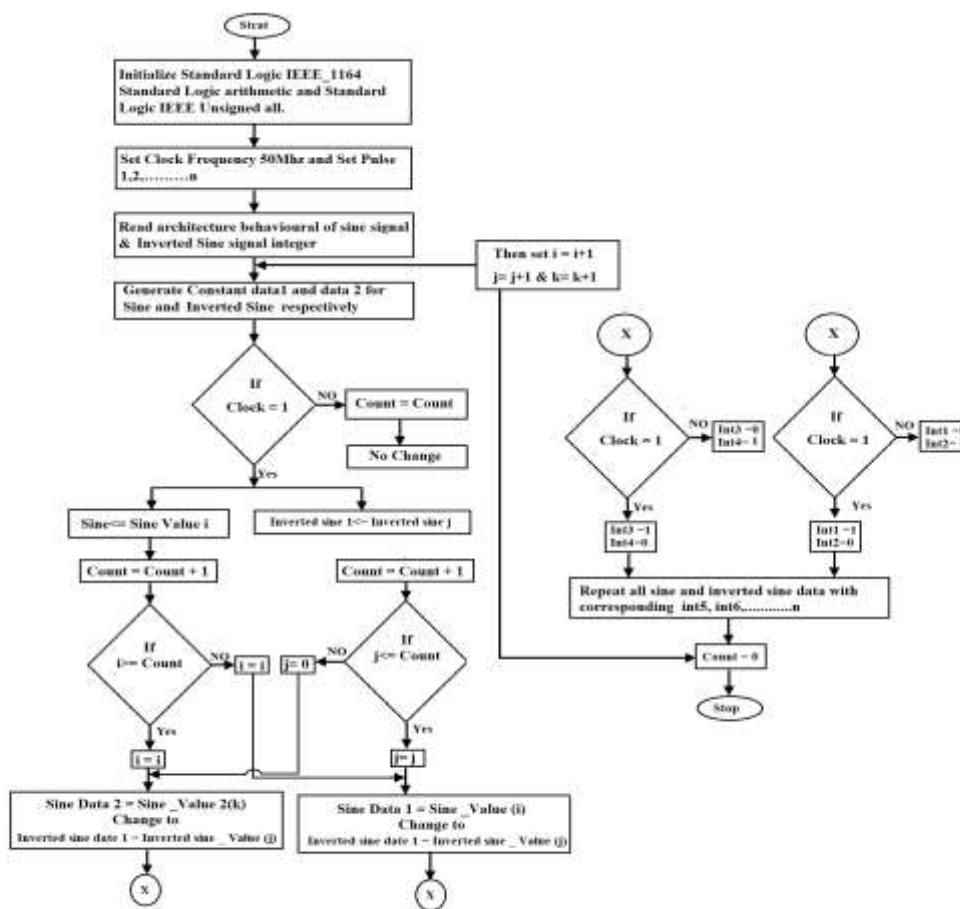 Strat
Initialize Standard Logic IEEE_1164
Standard Logic arithmetic and Standard
Logic IEEE Unsigned all.
Set Clock Frequency 50Mhz and Set Pulse
1,2,.........n
Read architecture behavioural of sine signal
& Inverted Sine signal integer
Then set i = i+1
j= j+1 & k= k+1
Generate Constant data1 and data 2 for
Sine and Inverted Sine respectively
If
Clock = 1
NO
Count = Count
No Change
Yes
Sine<= Sine Value i
Inverted sine 1<= Inverted sine j
Count = Count + 1
Count = Count + 1
If
i>= Count
NO
i = i
If
j<= Count
NO
j= 0
Yes
i = i
Yes
j= j
Sine Data 2 = Sine _Value 2(k)
Change to
Inverted sine date 1 = Inverted sine _ Value (j)
Sine Data 1 = Sine _Value (i)
Change to
Inverted sine date 1 = Inverted sine _ Value (j)
X
X
X
X
If
Clock = 1
NO
Int3 =0
Int4= 1
Yes
Int3 =1
Int4=0
If
Clock = 1
NO
Int1
Int2=
Yes
Int1 =1
Int2=0
Repeat all sine and inverted sine data with
corresponding int5, int6,..........n
Count = 0
Stop